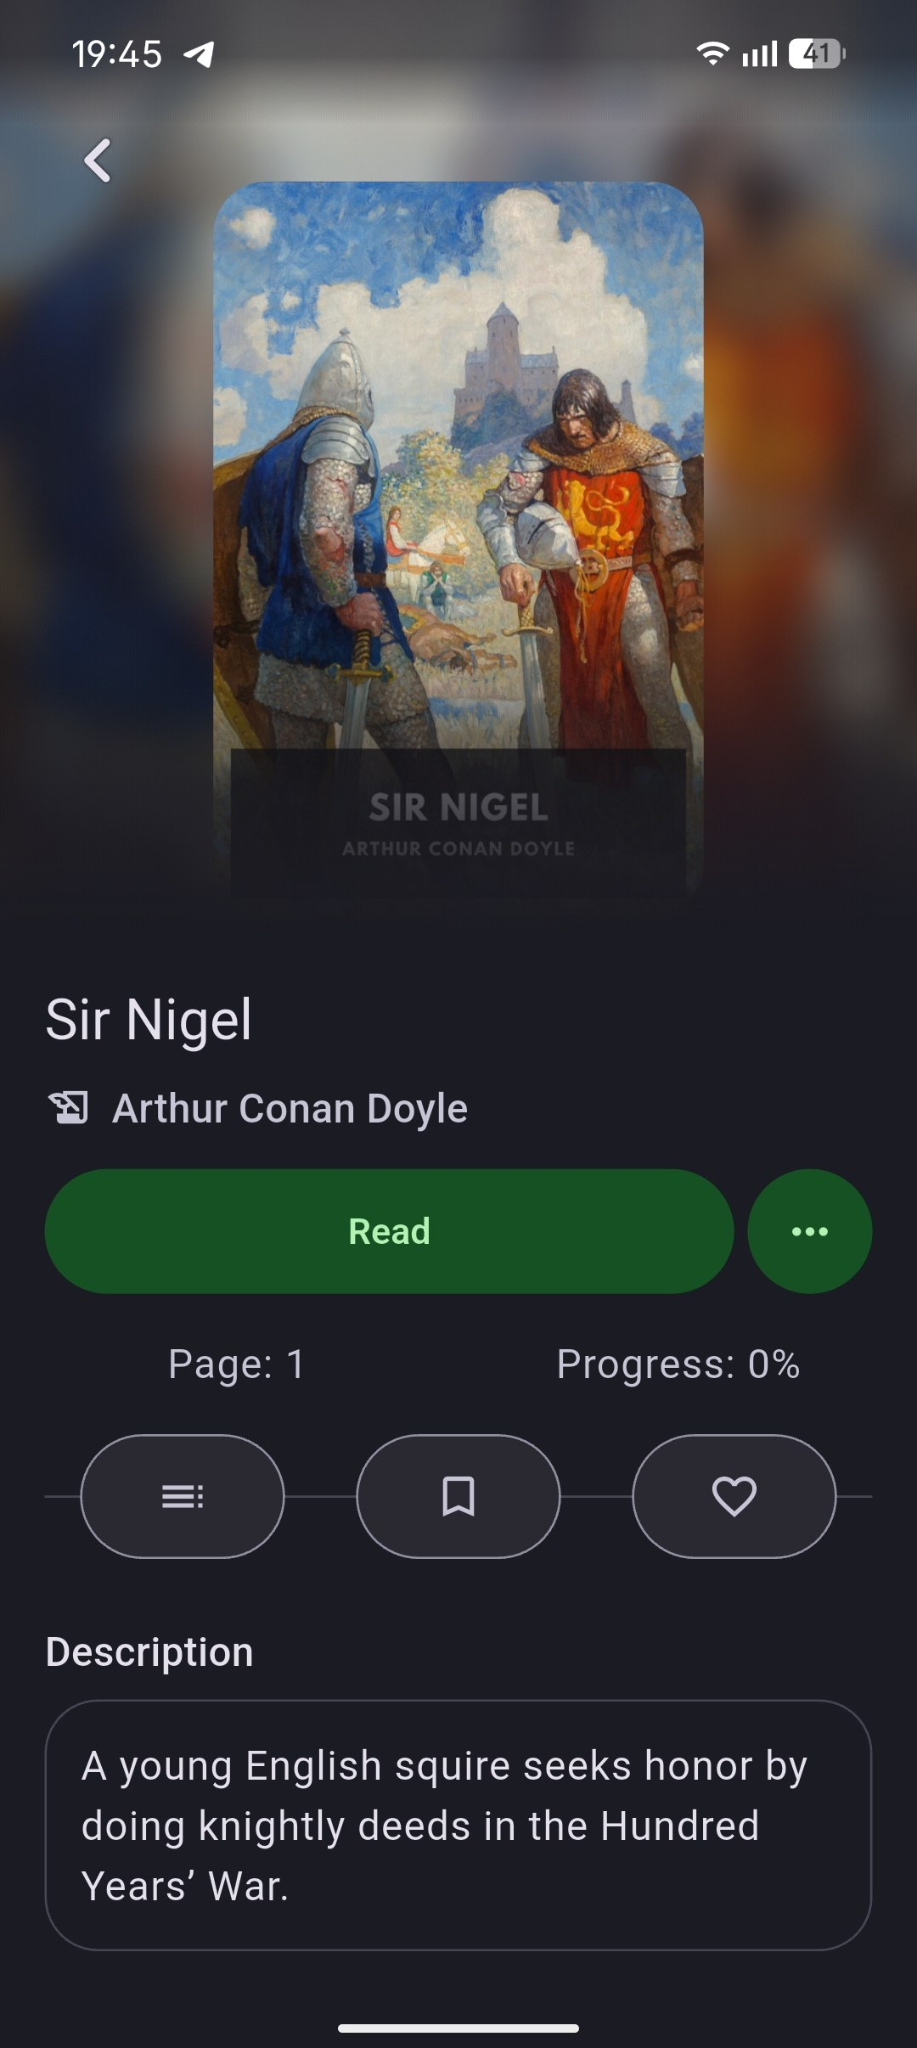 19:45
41
SIR NIGEL
ARTHUR CONAN DOYLE
Sir Nigel
Arthur Conan Doyle
Read
Page: 1
Progress: 0%
Description
A young English squire seeks honor by
doing knightly deeds in the Hundred
Years’ War.